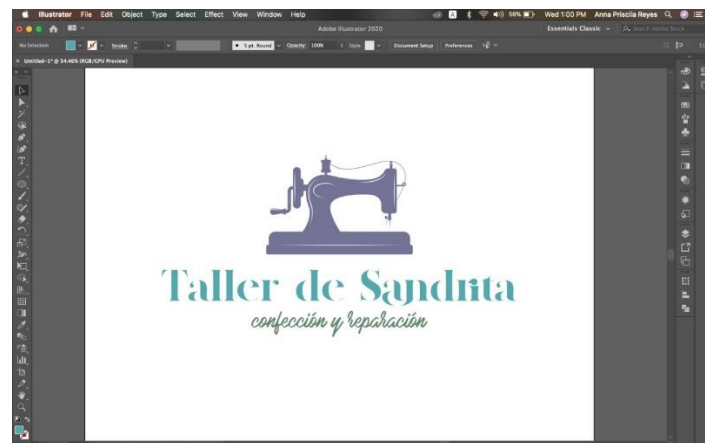 Illustrator File Edit Object Type Select Effect View Window Help 56% Wed 1:00 PM Anna Priscila Reyes
Adobe Illustrator 2020 Essentials Classic Search Adobe Stock
No Selection Stroke: 5 pt. Round Opacity: 100% Style: Document Setup Preferences
Untitled-1* @ 54.46% (RGB/GPU Preview)
Taller de Sandrita
confección y reparación